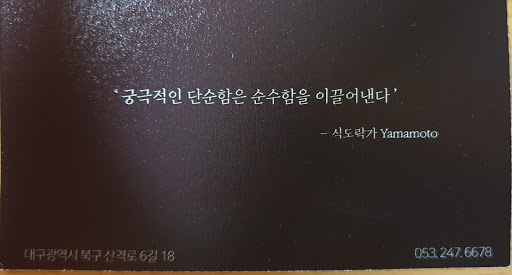 ‘ 궁극적인 단순함은 순수함을 이끌어낸다 ’
– 식도락가 Yamamoto
대구광역시 북구 산격로 6길 18
053. 247. 6678